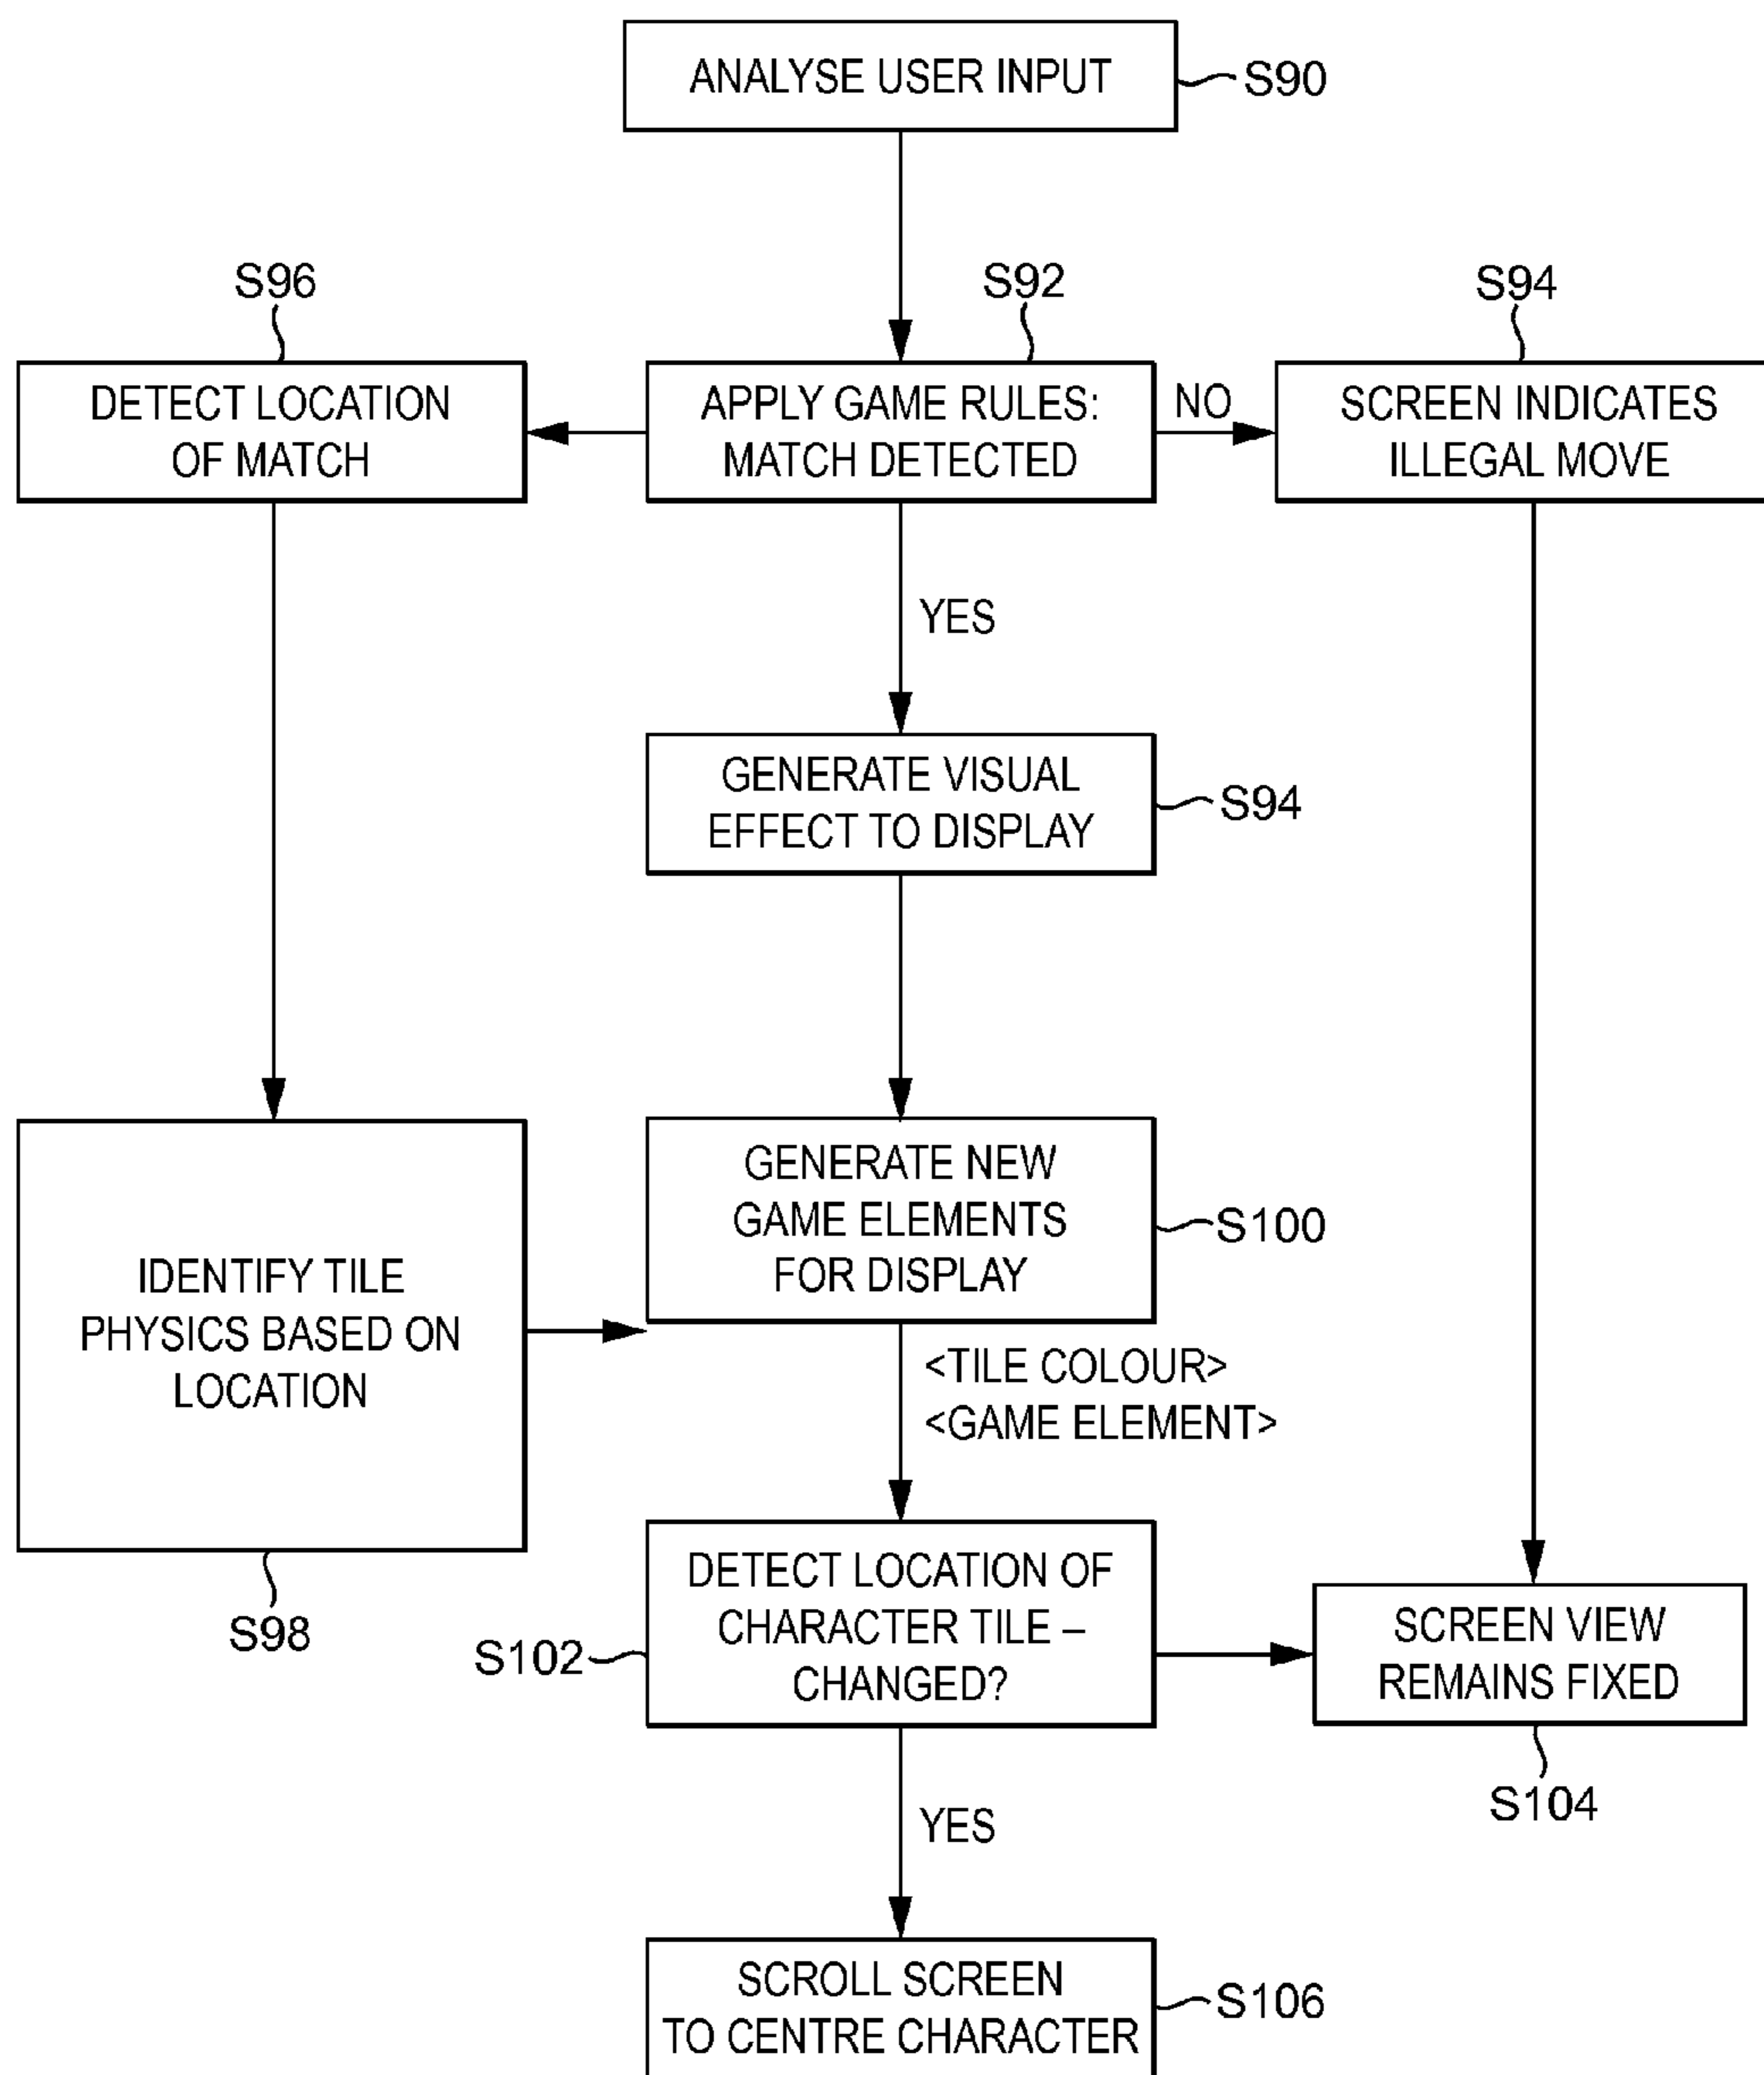 ANALYSE USER INPUT
S90
S96
S92
S94
DETECT LOCATION
OF MATCH
APPLY GAME RULES:
MATCH DETECTED
NO
SCREEN INDICATES
ILLEGAL MOVE
YES
GENERATE VISUAL
EFFECT TO DISPLAY
S94
IDENTIFY TILE
PHYSICS BASED ON
LOCATION
S98
GENERATE NEW
GAME ELEMENTS
FOR DISPLAY
S100
<TILE COLOUR>
<GAME ELEMENT>
DETECT LOCATION OF
CHARACTER TILE –
CHANGED?
S102
SCREEN VIEW
REMAINS FIXED
S104
YES
SCROLL SCREEN
TO CENTRE CHARACTER
S106